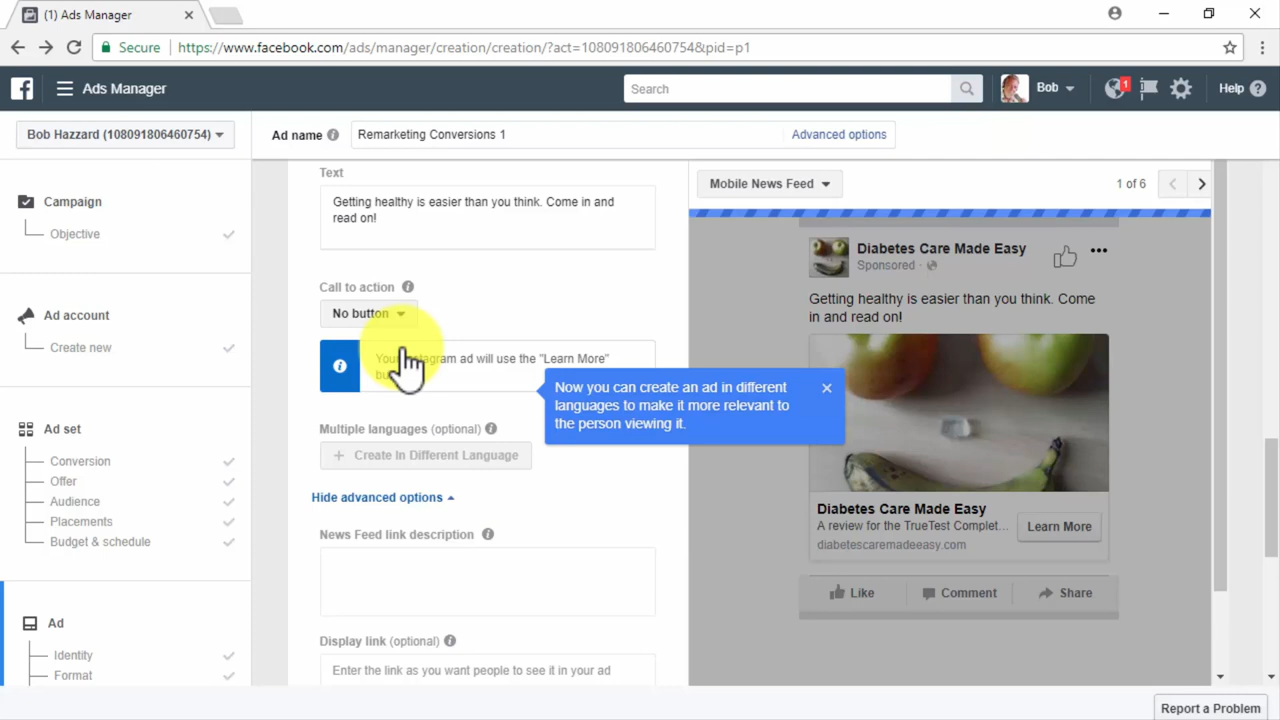 (1) Ads Manager
Secure
https://www.facebook.com/ads/manager/creation/creation/?act=108091806460754&pid=p1
Ads Manager
Search
Bob
1
Help
Bob Hazzard (108091806460754)
Ad name
Remarketing Conversions 1
Advanced options
Campaign
Objective
Ad account
Create new
Ad set
Conversion
Offer
Audience
Placements
Budget & schedule
Ad
Identity
Format
Text
Getting healthy is easier than you think. Come in and
read on!
Call to action
No button
ad will use the "Learn More"
Now you can create an ad in different
languages to make it more relevant to
the person viewing it.
Multiple languages (optional)
+ Create In Different Language
Hide advanced options
News Feed link description
Display link (optional)
Enter the link as you want people to see it in your ad
Mobile News Feed
1 of 6
Diabetes Care Made Easy
Sponsored ·
Getting healthy is easier than you think. Come
in and read on!
Diabetes Care Made Easy
A review for the TrueTest Complet...
diabetescaremadeeasy.com
Learn More
Like
Comment
Share
Report a Problem